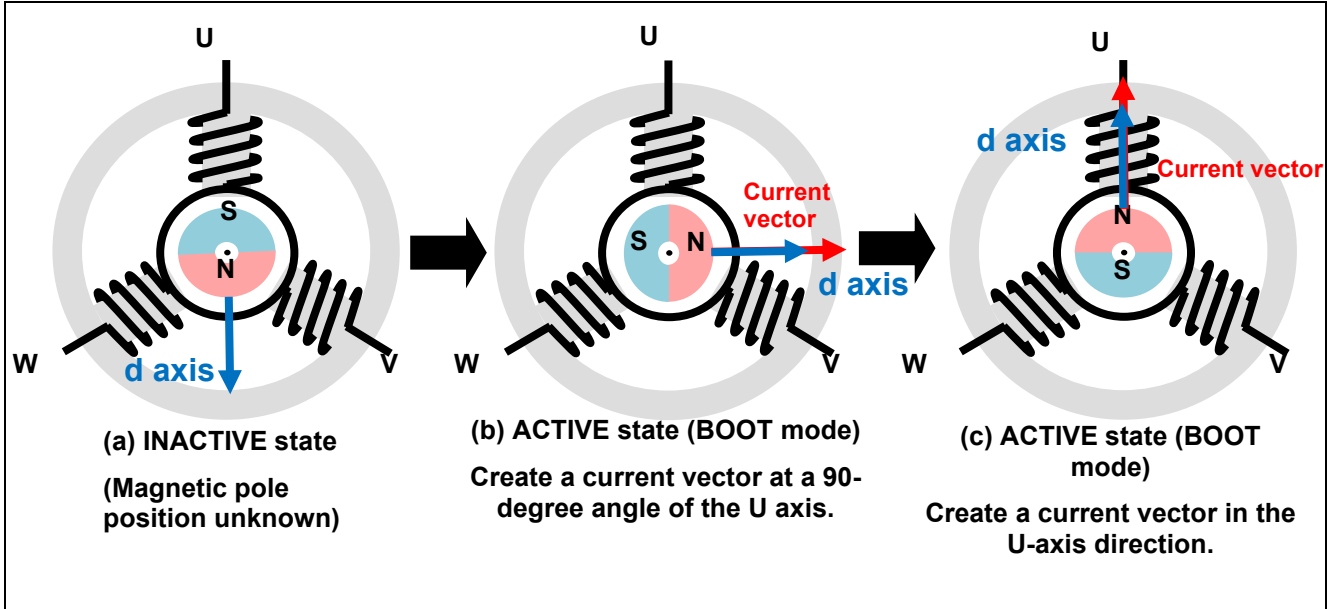 U
S
N
W
V
d axis
(a) INACTIVE state
(Magnetic pole
position unknown)
U
Current
vector
S
N
d axis
W
V
(b) ACTIVE state (BOOT mode)
Create a current vector at a 90-
degree angle of the U axis.
U
d axis
Current vector
N
S
W
V
(c) ACTIVE state (BOOT
mode)
Create a current vector in the
U-axis direction.